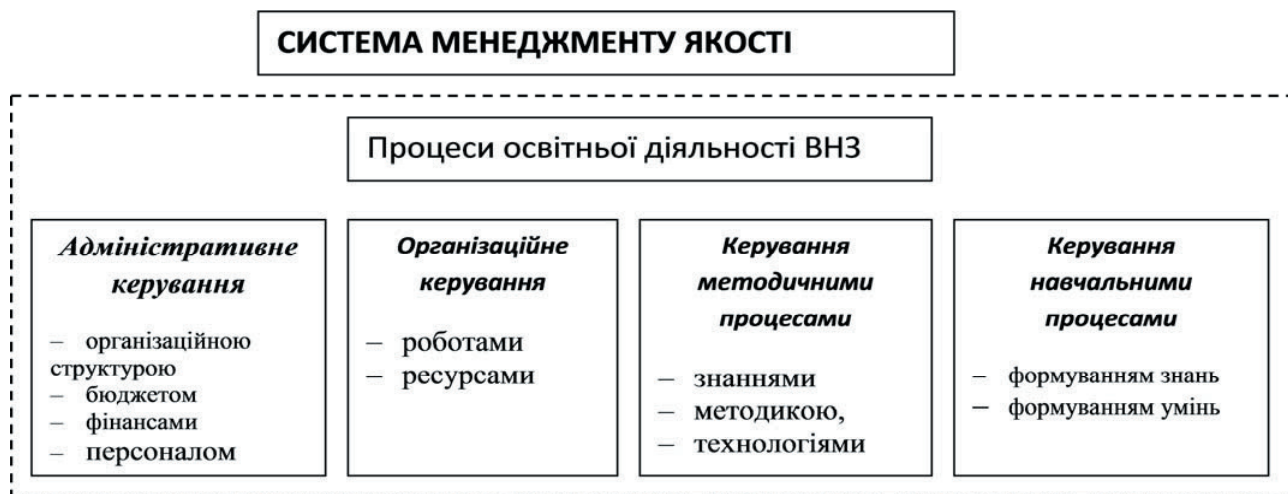 СИСТЕМА МЕНЕДЖМЕНТУ ЯКОСТІ
Процеси освітньої діяльності ВНЗ
Адміністративне
керування
– організаційною
структурою
– бюджетом
– фінансами
– персоналом
Організаційне
керування
– роботами
– ресурсами
Керування
методичними
процесами
– знаннями
– методикою,
– технологіями
Керування
навчальними
процесами
– формуванням знань
– формуванням умінь